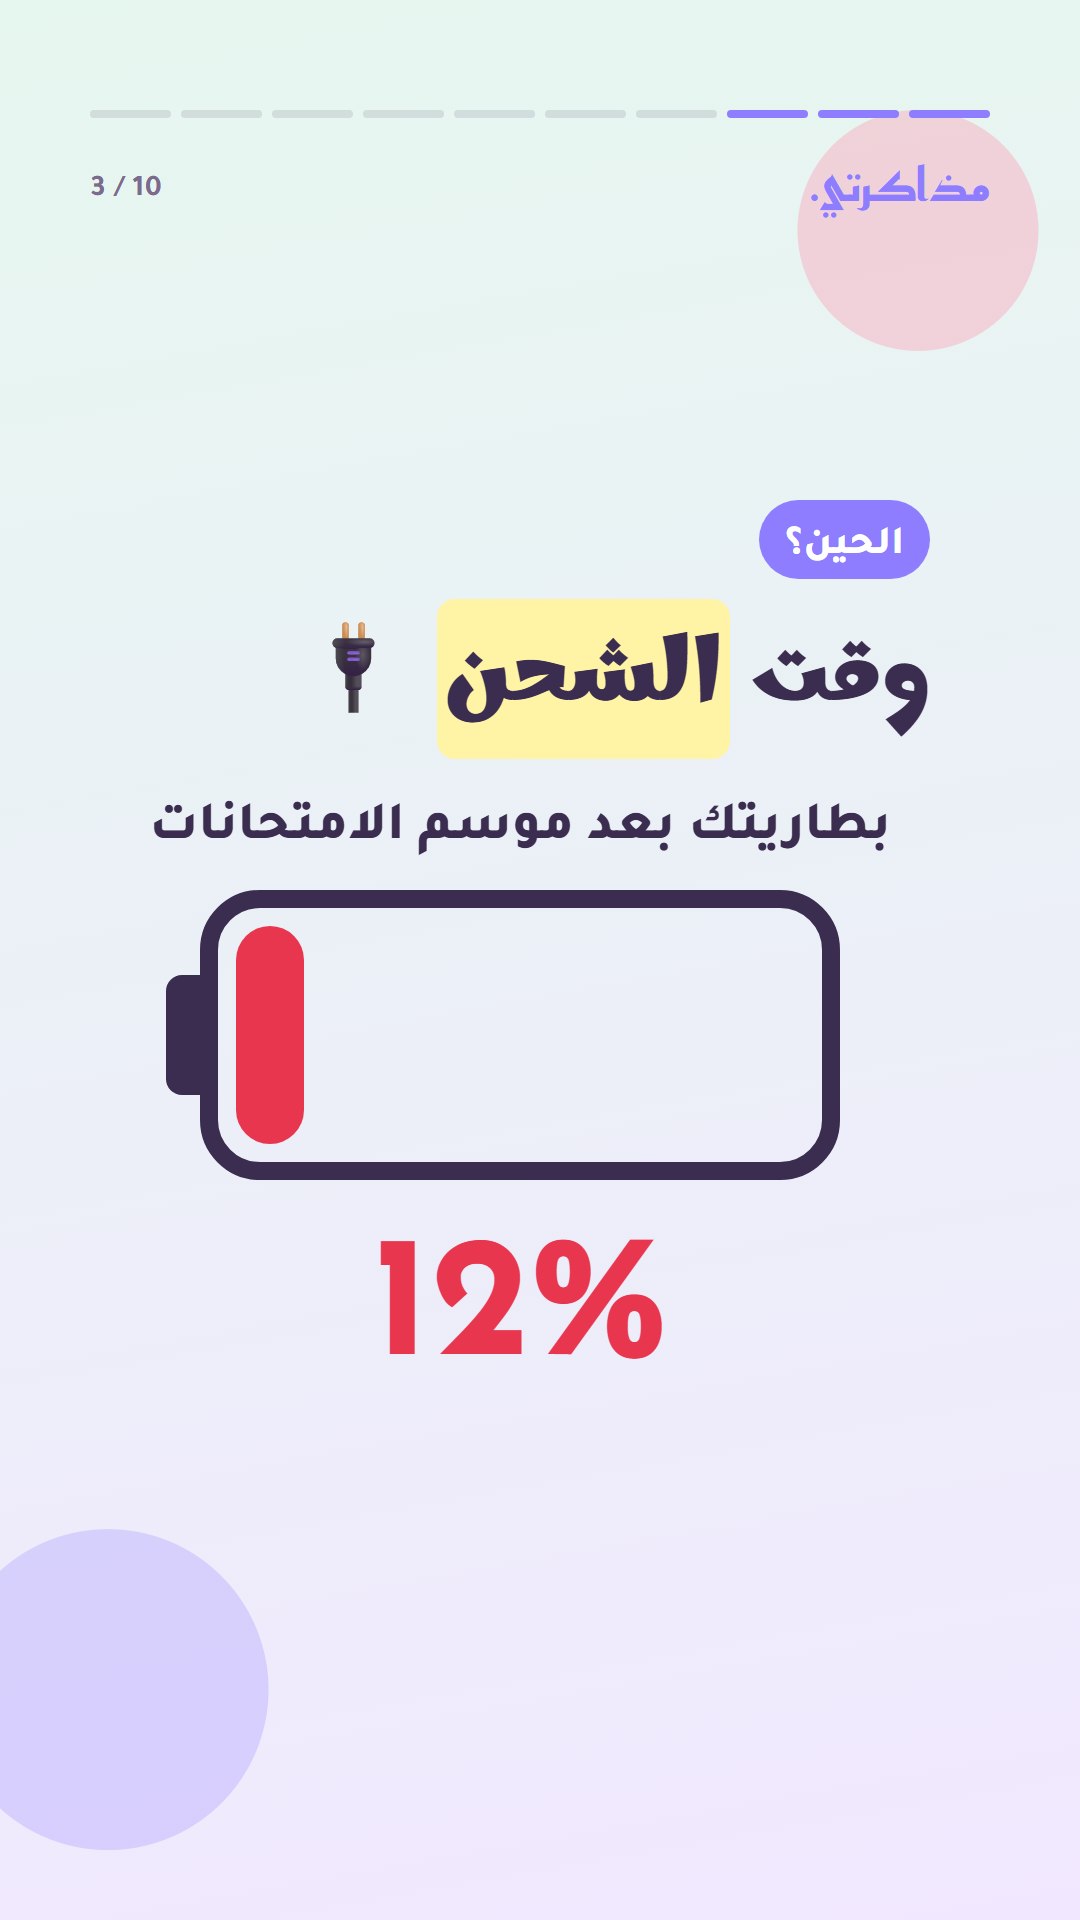 مذاكرتي.
3 / 10
الحين؟
وقت الشحن
بطاريتك بعد موسم الامتحانات
12%